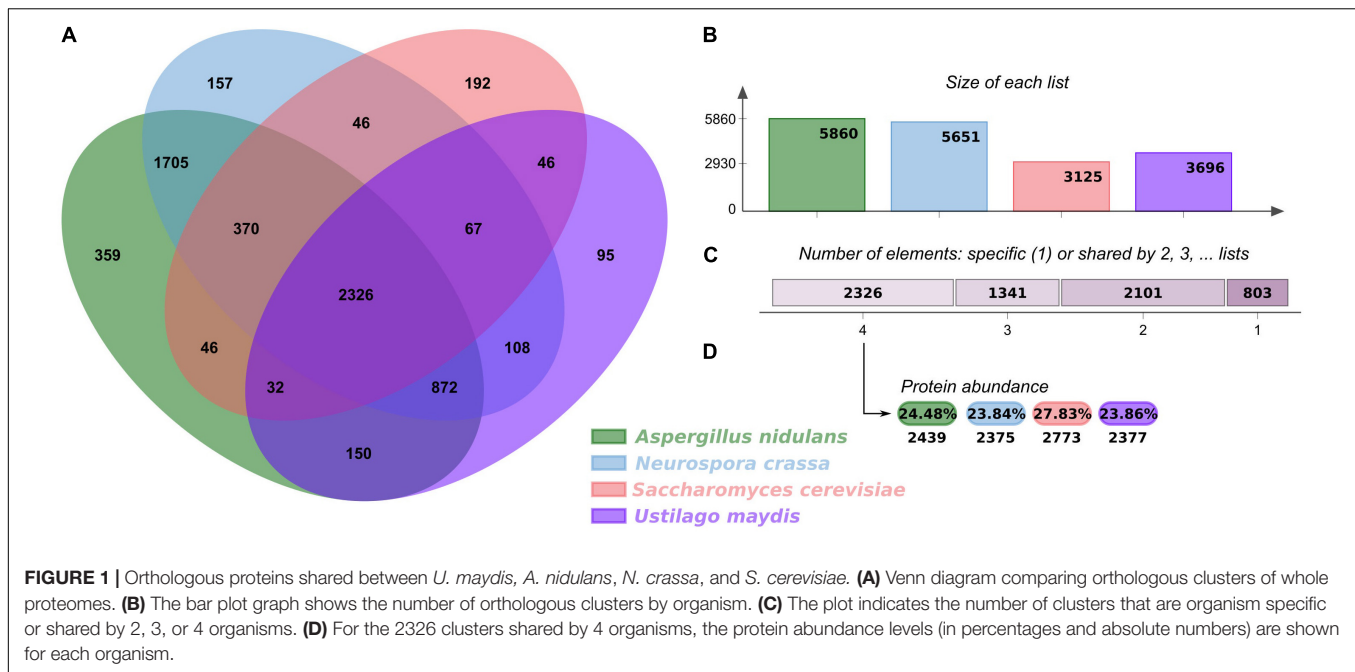 A
157
192
46
1705
46
370
67
359
95
2326
46
108
32
872
150
Aspergillus nidulans
Neurospora crassa
Saccharomyces cerevisiae
Ustilago maydis
B
Size of each list
5860
2930
0
5860
5651
3125
3696
C
Number of elements: specific (1) or shared by 2, 3, ... lists
2326 1341 2101 803
4 3 2 1
D
Protein abundance
24.48% 23.84% 27.83% 23.86%
2439 2375 2773 2377
FIGURE 1 | Orthologous proteins shared between U. maydis, A. nidulans, N. crassa, and S. cerevisiae. (A) Venn diagram comparing orthologous clusters of whole
proteomes. (B) The bar plot graph shows the number of orthologous clusters by organism. (C) The plot indicates the number of clusters that are organism specific
or shared by 2, 3, or 4 organisms. (D) For the 2326 clusters shared by 4 organisms, the protein abundance levels (in percentages and absolute numbers) are shown
for each organism.